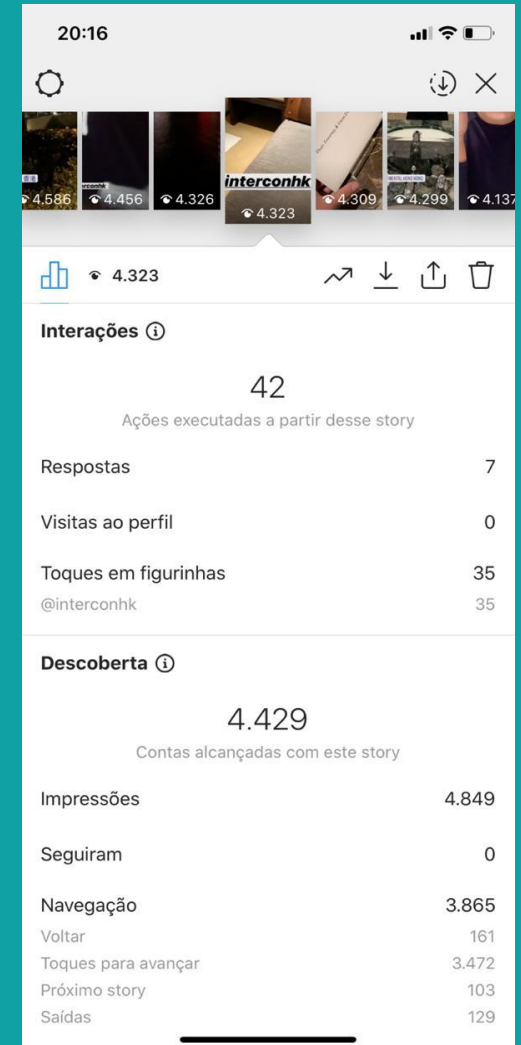 20:16
4.586
interconhk 4.456
4.326
interconhk
4.323
4.309
4.299
4.137
4.323
Interações
42
Ações executadas a partir desse story
Respostas 7
Visitas ao perfil 0
Toques em figurinhas 35
@interconhk 35
Descoberta
4.429
Contas alcançadas com este story
Impressões 4.849
Seguiram 0
Navegação 3.865
Voltar 161
Toques para avançar 3.472
Próximo story 103
Saídas 129